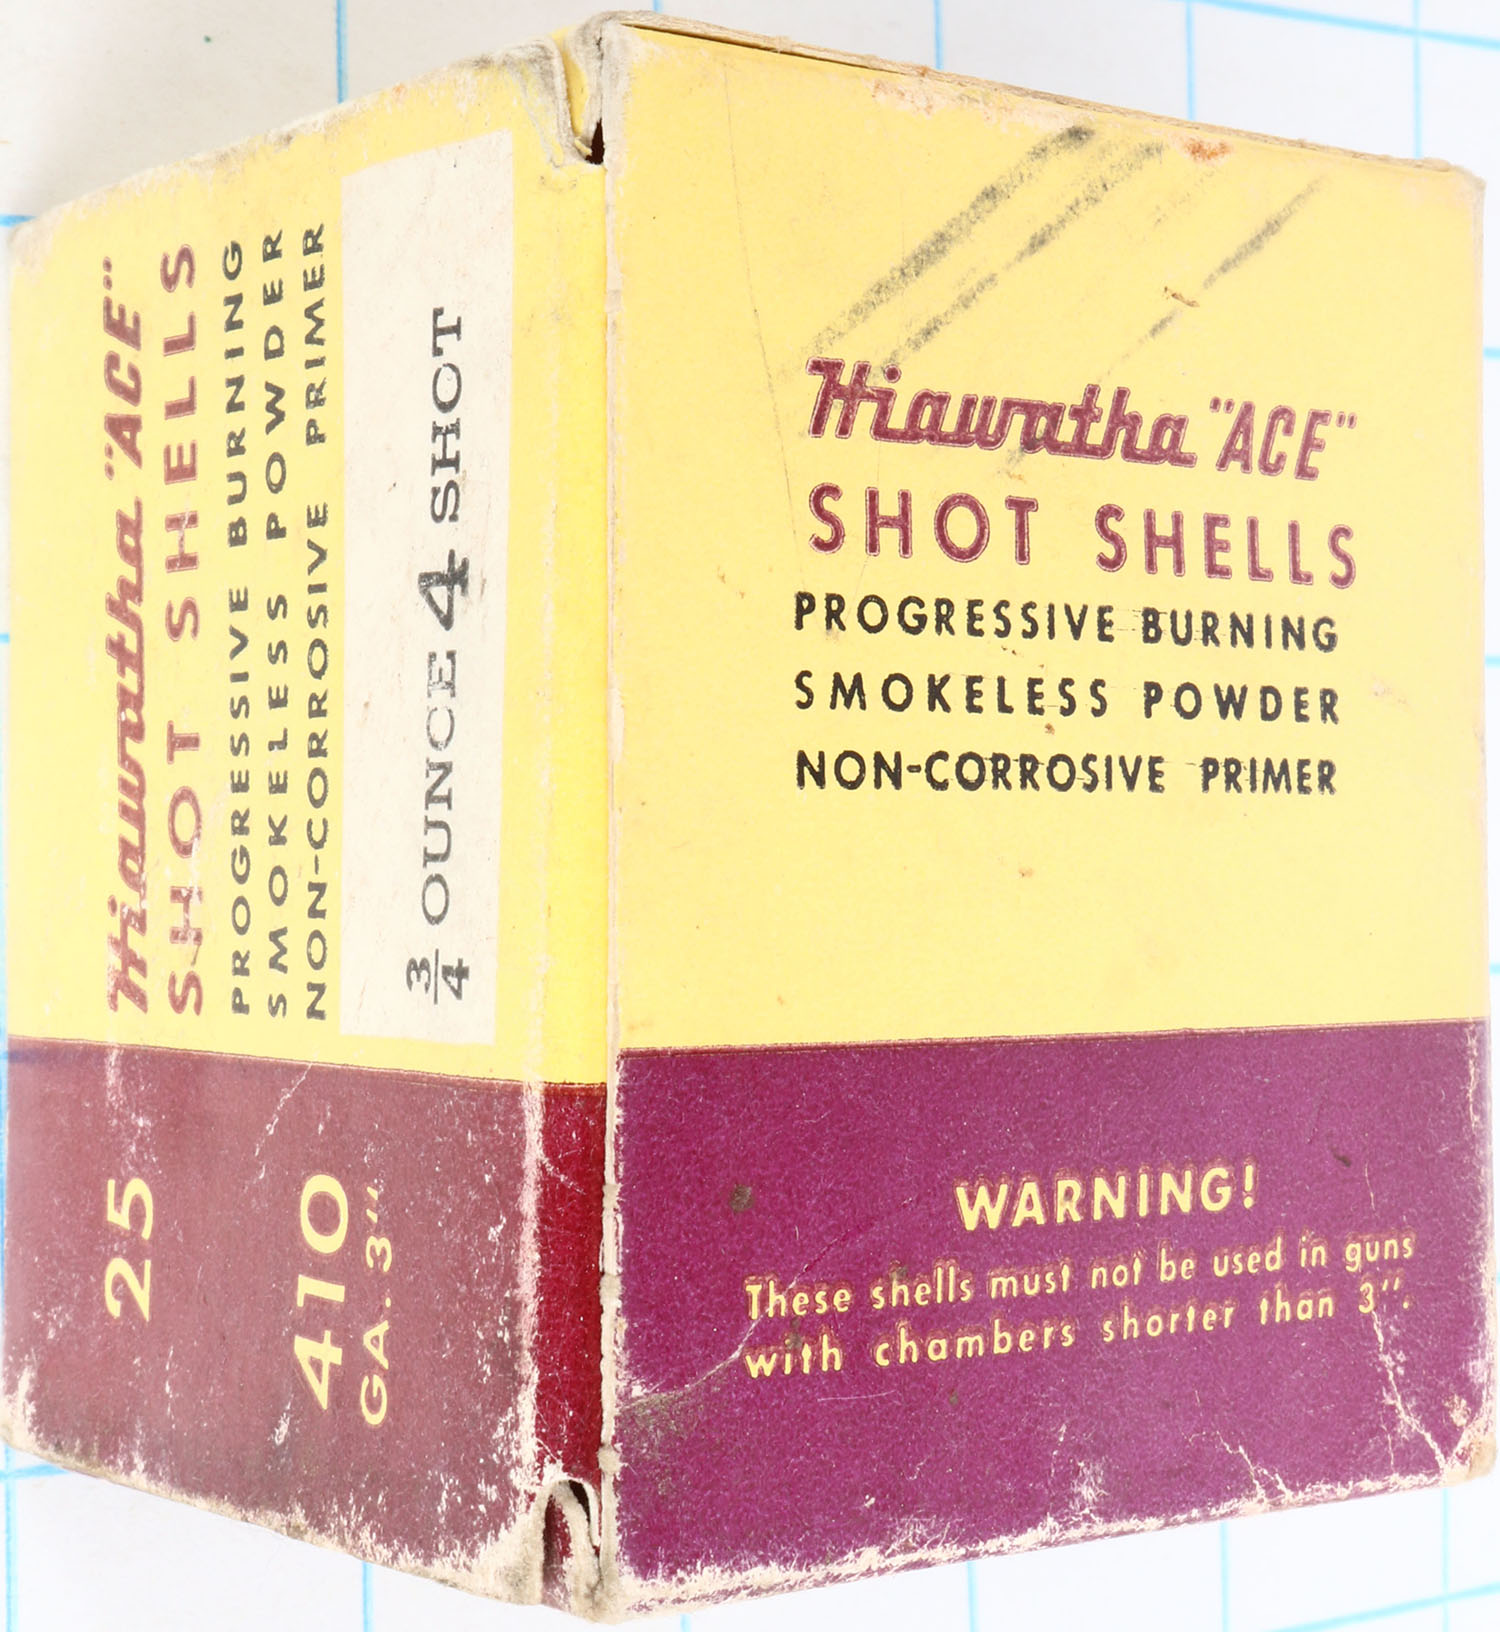 Hiawatha "ACE"
SHOT SHELLS
PROGRESSIVE BURNING
SMOKELESS POWDER
NON-CORROSIVE PRIMER
3/4 OUNCE 4 SHOT
25
410
GA. 3"
Hiawatha "ACE"
SHOT SHELLS
PROGRESSIVE BURNING
SMOKELESS POWDER
NON-CORROSIVE PRIMER
WARNING!
These shells must not be used in guns
with chambers shorter than 3".